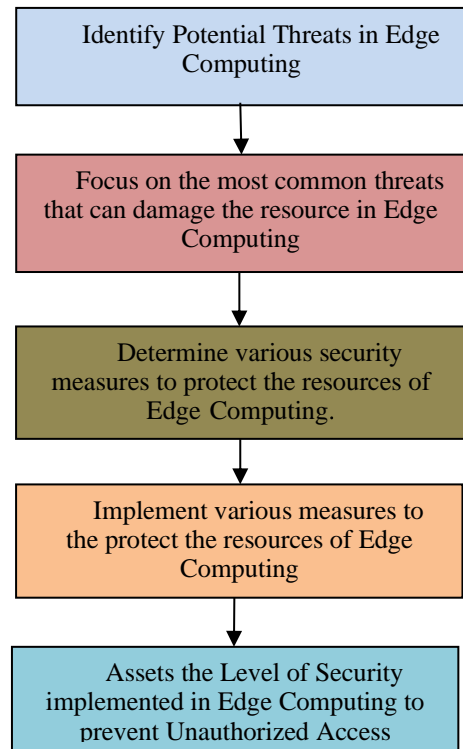 Identify Potential Threats in Edge
Computing
Focus on the most common threats
that can damage the resource in Edge
Computing
Determine various security
measures to protect the resources of
Edge Computing.
Implement various measures to
the protect the resources of Edge
Computing
Assets the Level of Security
implemented in Edge Computing to
prevent Unauthorized Access